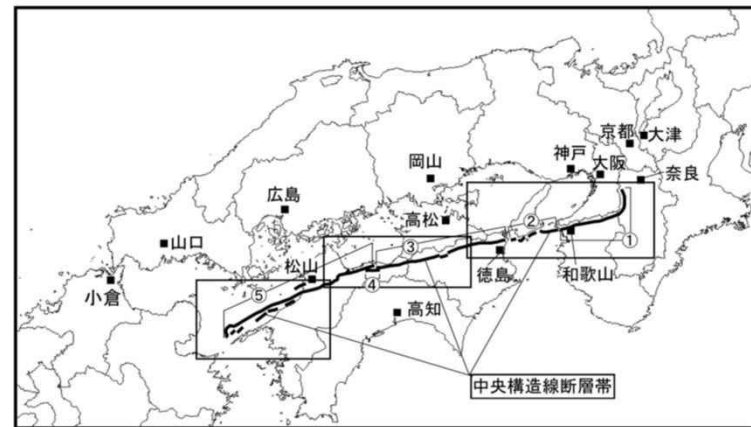 京都
大津
神戸
大阪
奈良
岡山
広島
高松
②
①
山口
③
松山
徳島
和歌山
小倉
⑤
④
高知
中央構造線断層帯